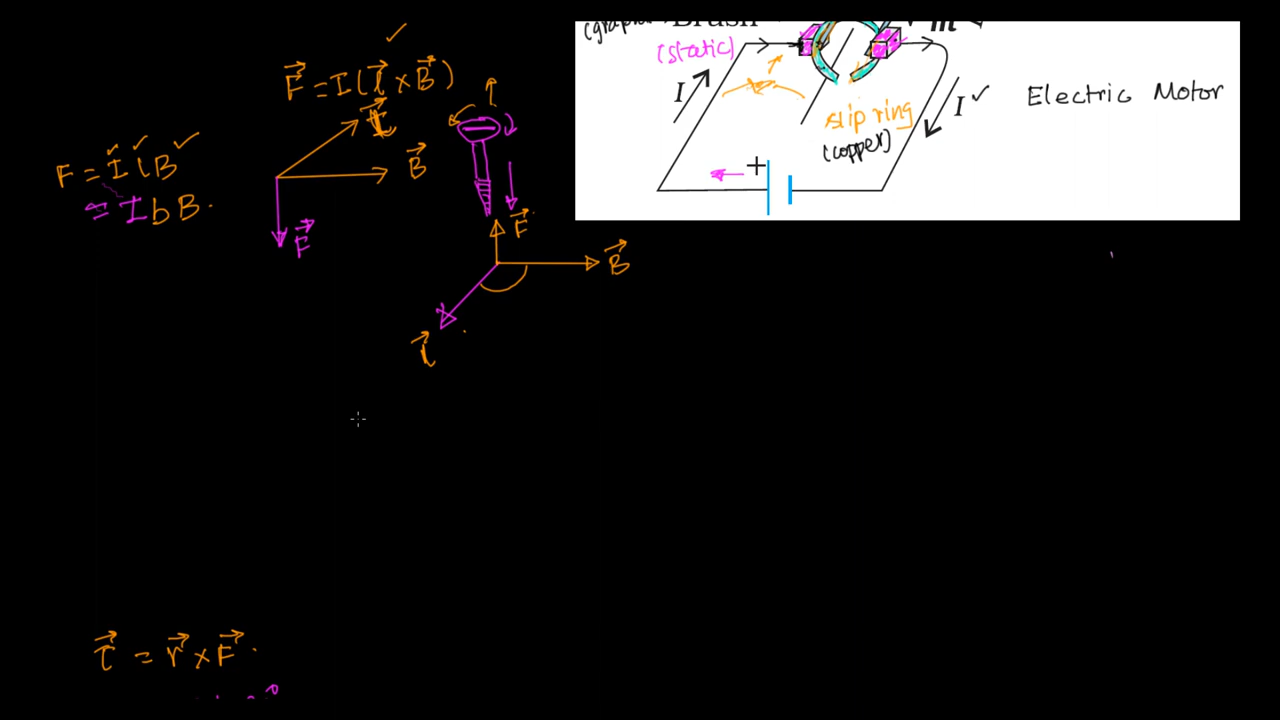 Brush
(static)
I
slip ring
(copper)
I ✓
Electric Motor
+
F⃗ = I(l⃗ × B⃗)
B⃗
F = I l B
= I b B.
F⃗
F⃗
B⃗
l⃗
τ⃗ = r⃗ × F⃗.